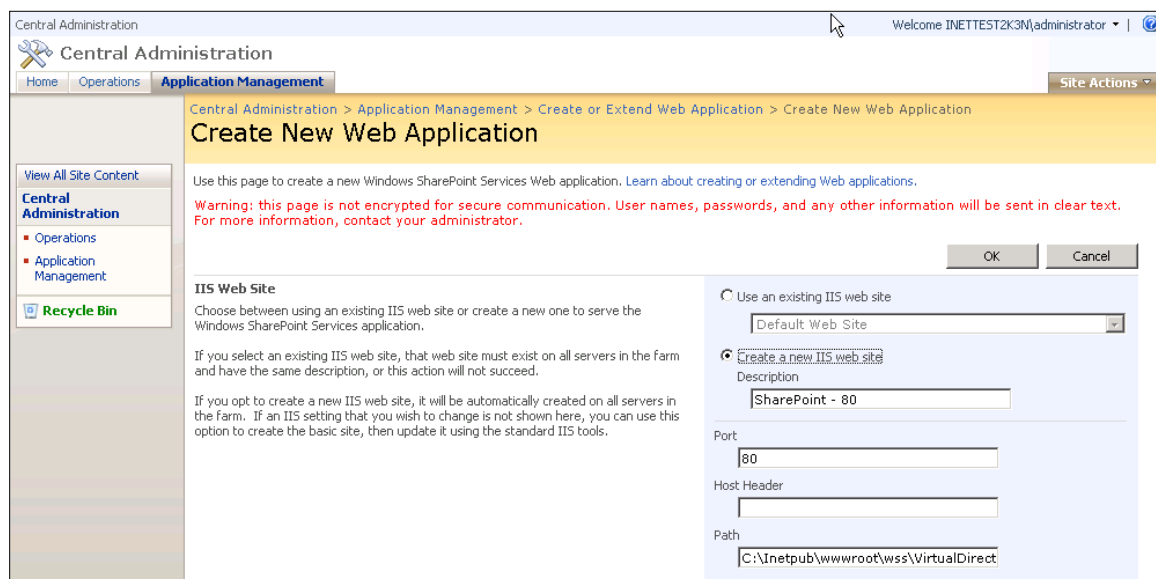 Central Administration
Welcome INETTEST2K3N\administrator
Central Administration
Home Operations Application Management
Site Actions
Central Administration > Application Management > Create or Extend Web Application > Create New Web Application
Create New Web Application
View All Site Content
Central
Administration
Operations
Application
Management
Recycle Bin
Use this page to create a new Windows SharePoint Services Web application. Learn about creating or extending Web applications.
Warning: this page is not encrypted for secure communication. User names, passwords, and any other information will be sent in clear text.
For more information, contact your administrator.
OK Cancel
IIS Web Site
Choose between using an existing IIS web site or create a new one to serve the
Windows SharePoint Services application.
If you select an existing IIS web site, that web site must exist on all servers in the farm
and have the same description, or this action will not succeed.
If you opt to create a new IIS web site, it will be automatically created on all servers in
the farm. If an IIS setting that you wish to change is not shown here, you can use this
option to create the basic site, then update it using the standard IIS tools.
Use an existing IIS web site
Default Web Site
Create a new IIS web site
Description
SharePoint - 80
Port
80
Host Header
Path
C:\Inetpub\wwwroot\wss\VirtualDirect